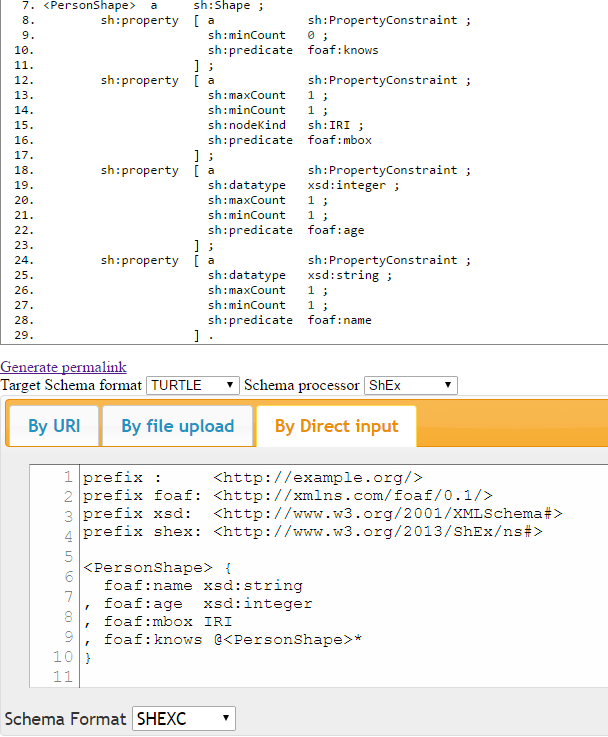 7. <PersonShape> a sh:Shape ;
8. sh:property [ a sh:PropertyConstraint ;
9. sh:minCount 0 ;
10. sh:predicate foaf:knows
11. ] ;
12. sh:property [ a sh:PropertyConstraint ;
13. sh:maxCount 1 ;
14. sh:minCount 1 ;
15. sh:nodeKind sh:IRI ;
16. sh:predicate foaf:mbox
17. ] ;
18. sh:property [ a sh:PropertyConstraint ;
19. sh:datatype xsd:integer ;
20. sh:maxCount 1 ;
21. sh:minCount 1 ;
22. sh:predicate foaf:age
23. ] ;
24. sh:property [ a sh:PropertyConstraint ;
25. sh:datatype xsd:string ;
26. sh:maxCount 1 ;
27. sh:minCount 1 ;
28. sh:predicate foaf:name
29. ] .
Generate permalink
Target Schema format TURTLE Schema processor ShEx
By URI By file upload By Direct input
1 prefix : <http://example.org/>
2 prefix foaf: <http://xmlns.com/foaf/0.1/>
3 prefix xsd: <http://www.w3.org/2001/XMLSchema#>
4 prefix shex: <http://www.w3.org/2013/ShEx/ns#>
5
6 <PersonShape> {
7 foaf:name xsd:string
8 , foaf:age xsd:integer
9 , foaf:mbox IRI
10 , foaf:knows @<PersonShape>*
11 }
Schema Format SHEXC